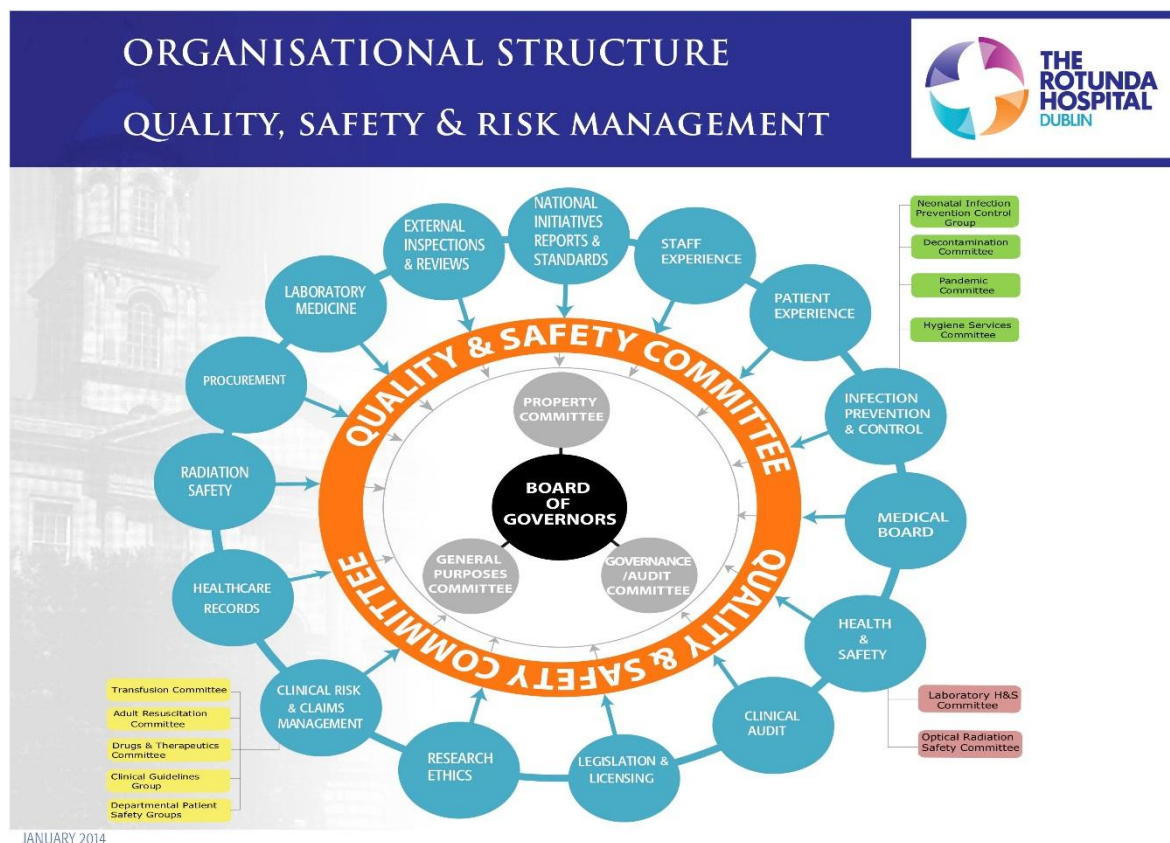 ORGANISATIONAL STRUCTURE
QUALITY, SAFETY & RISK MANAGEMENT
THE
ROTUNDA
HOSPITAL
DUBLIN
NATIONAL
INITIATIVES
REPORTS &
STANDARDS
STAFF
EXPERIENCE
PATIENT
EXPERIENCE
INFECTION
PREVENTION
& CONTROL
Neonatal Infection
Prevention Control
Group
Decontamination
Committee
Pandemic
Committee
Hygiene Services
Committee
MEDICAL
BOARD
HEALTH
&
SAFETY
Laboratory H&S
Committee
Optical Radiation
Safety Committee
CLINICAL
AUDIT
LEGISLATION &
LICENSING
RESEARCH
ETHICS
CLINICAL RISK
& CLAIMS
MANAGEMENT
Transfusion Committee
Adult Resuscitation
Committee
Drugs & Therapeutics
Committee
Clinical Guidelines
Group
Departmental Patient
Safety Groups
HEALTHCARE
RECORDS
RADIATION
SAFETY
PROCUREMENT
LABORATORY
MEDICINE
EXTERNAL
INSPECTIONS
& REVIEWS
QUALITY & SAFETY COMMITTEE
QUALITY & SAFETY COMMITTEE
PROPERTY
COMMITTEE
BOARD
OF
GOVERNORS
GENERAL
PURPOSES
COMMITTEE
GOVERNANCE
/AUDIT
COMMITTEE
JANUARY 2014